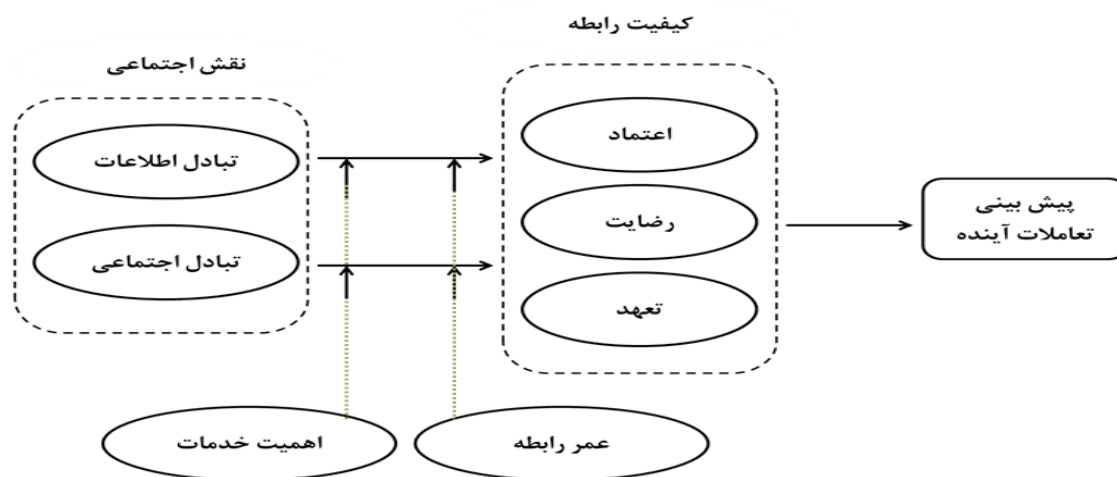 کیفیت رابطه
نقش اجتماعی
اعتماد
تبادل اطلاعات
پیش بینی
تعاملات آینده
رضایت
تبادل اجتماعی
تعهد
اهمیت خدمات
عمر رابطه